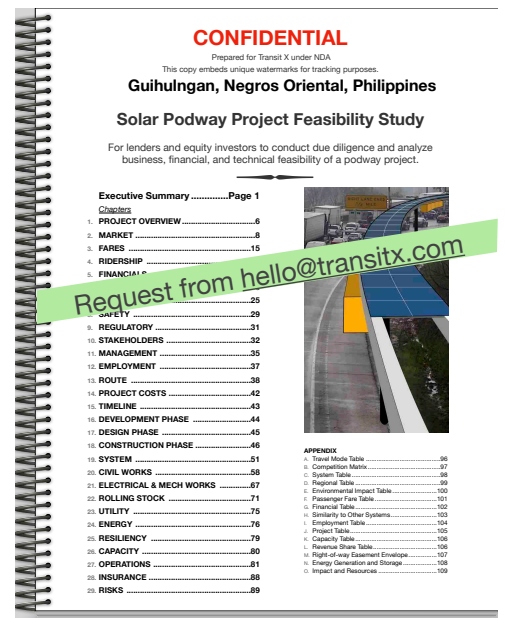 CONFIDENTIAL
Prepared for Transit X under NDA
This copy embeds unique watermarks for tracking purposes.
Guihulngan, Negros Oriental, Philippines
Solar Podway Project Feasibility Study
For lenders and equity investors to conduct due diligence and analyze
business, financial, and technical feasibility of a podway project.
Executive Summary..............Page 1
Chapters
1. PROJECT OVERVIEW..................................6
2. MARKET..................................8
3. FARES..................................15
4. RIDERSHIP
5. FINANCIALS
Request from hello@transitx.com
25
8. SAFETY..................................29
9. REGULATORY..................................31
10. STAKEHOLDERS..................................32
11. MANAGEMENT..................................35
12. EMPLOYMENT..................................37
13. ROUTE..................................38
14. PROJECT COSTS..................................42
15. TIMELINE..................................43
16. DEVELOPMENT PHASE..................................44
17. DESIGN PHASE..................................45
18. CONSTRUCTION PHASE..................................46
19. SYSTEM..................................51
20. CIVIL WORKS..................................58
21. ELECTRICAL & MECH WORKS..............67
22. ROLLING STOCK..................................71
23. UTILITY..................................75
24. ENERGY..................................76
25. RESILIENCY..................................79
26. CAPACITY..................................80
27. OPERATIONS..................................81
28. INSURANCE..................................88
29. RISKS..................................89
APPENDIX
A. Travel Mode Table..................................96
B. Competition Matrix..................................97
C. System Table..................................98
D. Regional Table..................................99
E. Environmental Impact Table......................100
F. Passenger Fare Table..................................101
G. Financial Table..................................102
H. Similarity to Other Systems......................103
I. Employment Table..................................104
J. Project Table..................................105
K. Capacity Table..................................106
L. Revenue Share Table..................................106
M. Right-of-way Easement Envelope..............107
N. Energy Generation and Storage..................108
O. Impact and Resources..................................109